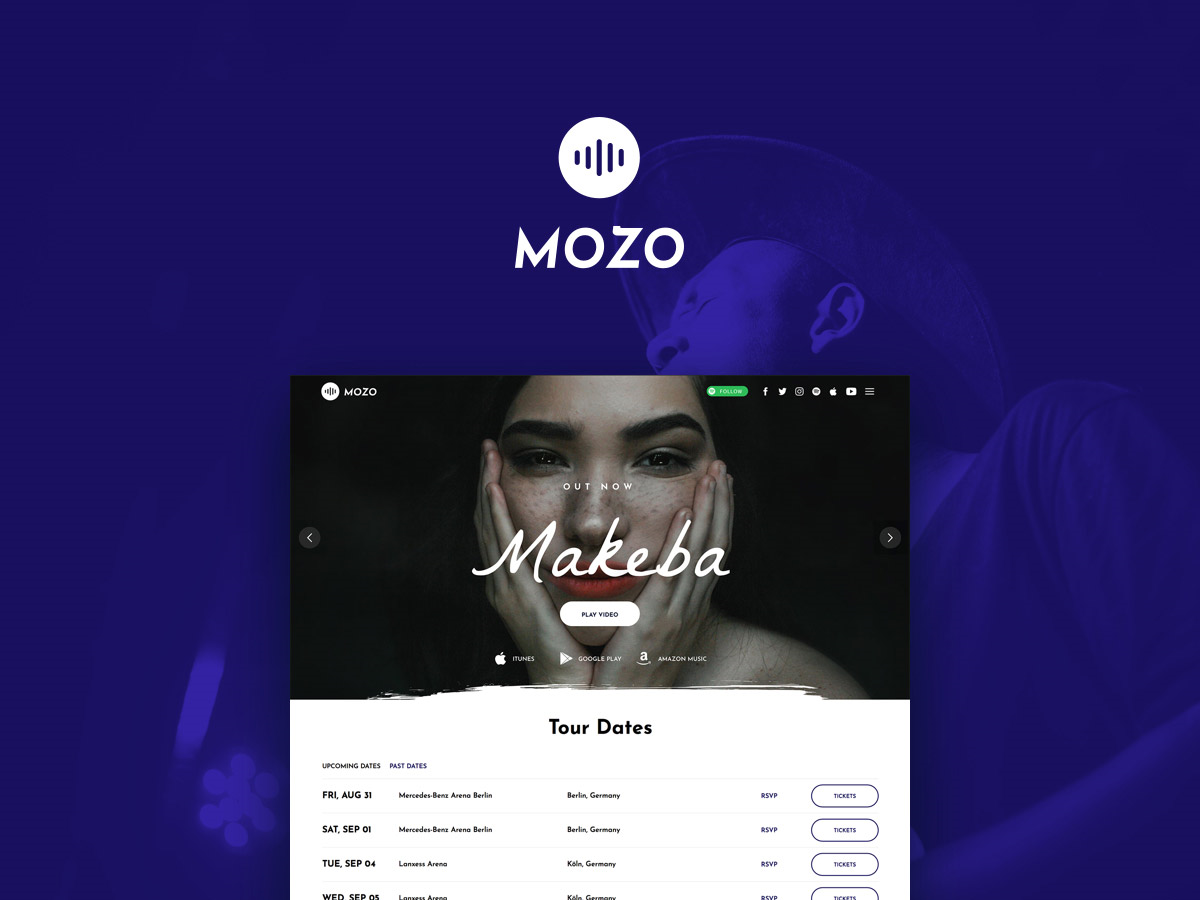 MOZO
MOZO
FOLLOW
OUT NOW
Makeba
PLAY VIDEO
ITUNES GOOGLE PLAY a AMAZON MUSIC
Tour Dates
UPCOMING DATES PAST DATES
FRI, AUG 31 Mercedes-Benz Arena Berlin Berlin, Germany RSVP TICKETS
SAT, SEP 01 Mercedes-Benz Arena Berlin Berlin, Germany RSVP TICKETS
TUE, SEP 04 Lanxess Arena Köln, Germany RSVP TICKETS
WED, SEP 05 Lanxess Arena Köln, Germany RSVP TICKETS